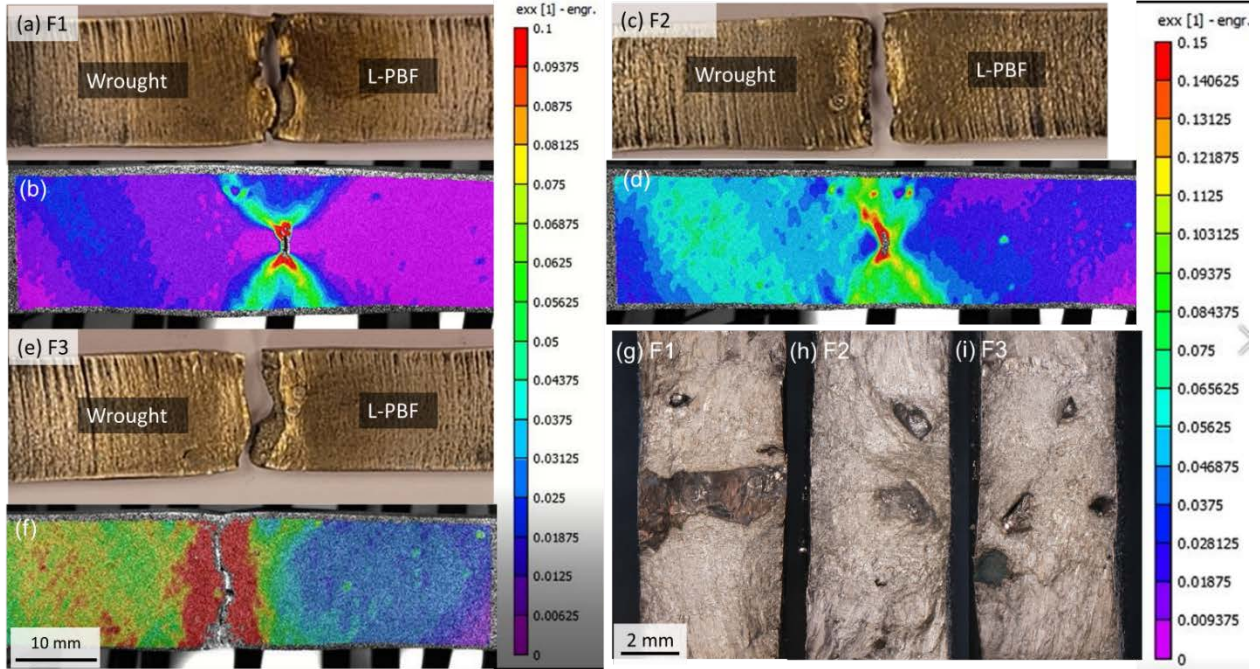 (a) F1
Wrought
L-PBF
(b)
exx [1] - engr.
0.1
0.09375
0.0875
0.08125
0.075
0.06875
0.0625
0.05625
0.05
0.04375
0.0375
0.03125
0.025
0.01875
0.0125
0.00625
0
(c) F2
Wrought
L-PBF
(d)
exx [1] - engr.
0.15
0.140625
0.13125
0.121875
0.1125
0.103125
0.09375
0.084375
0.075
0.065625
0.05625
0.046875
0.0375
0.028125
0.01875
0.009375
0
(e) F3
Wrought
L-PBF
(f)
10 mm
(g) F1
(h) F2
(i) F3
2 mm